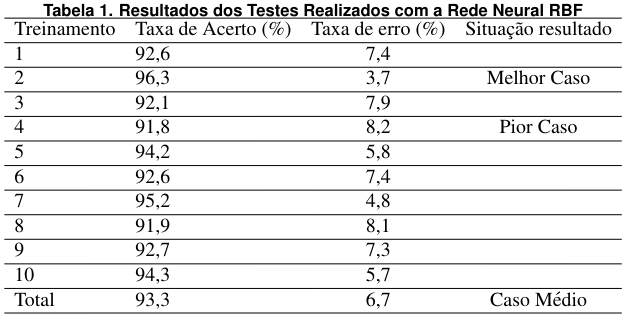 Tabela 1. Resultados dos Testes Realizados com a Rede Neural RBF
Treinamento Taxa de Acerto (%) Taxa de erro (%) Situação resultado
1 92,6 7,4
2 96,3 3,7 Melhor Caso
3 92,1 7,9
4 91,8 8,2 Pior Caso
5 94,2 5,8
6 92,6 7,4
7 95,2 4,8
8 91,9 8,1
9 92,7 7,3
10 94,3 5,7
Total 93,3 6,7 Caso Médio